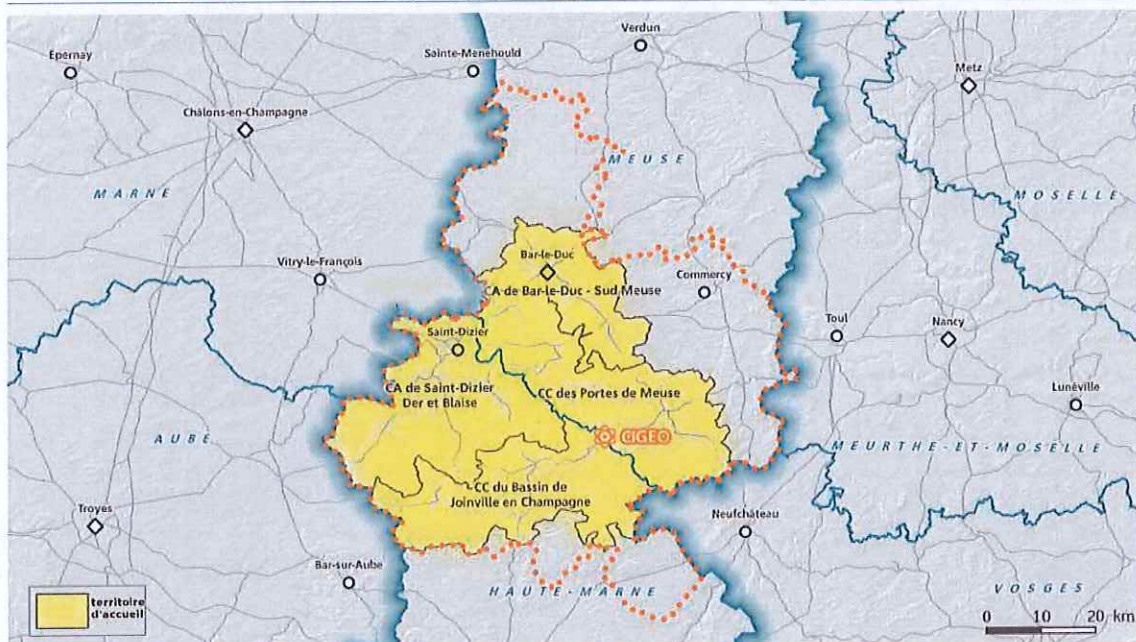 Epernay
Sainte-Menehould
Verdun
Metz
Châlons-en-Champagne
MEUSE
MARNE
MOSELLE
Bar-le-Duc
CA de Bar-le-Duc - Sud Meuse
Vitry-le-François
Commercy
Toul
Nancy
Saint-Dizier
Lunéville
CA de Saint-Dizier
Der et Blaise
CC des Portes de Meuse
AUBE
CIGEO
MEURTHE-ET-MOSELLE
CC du Bassin de
Joinville en Champagne
Troyes
Neufchâteau
Bar-sur-Aube
HAUTE-MARNE
VOSGES
territoire
d'accueil
0 10 20 km